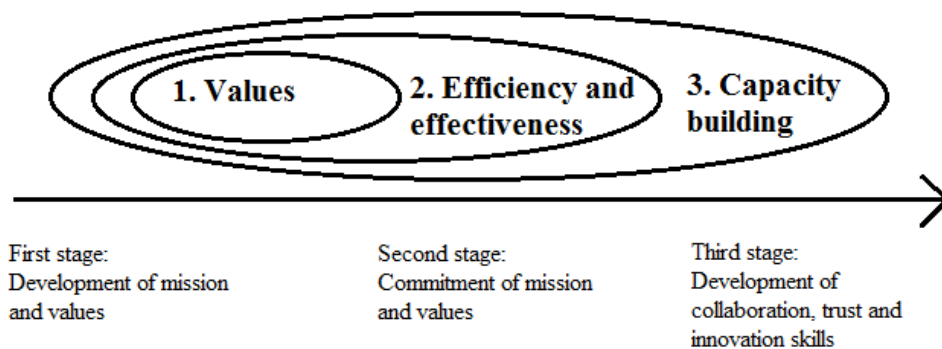 1. Values
2. Efficiency and
effectiveness
3. Capacity
building
First stage:
Development of mission
and values
Second stage:
Commitment of mission
and values
Third stage:
Development of
collaboration, trust and
innovation skills